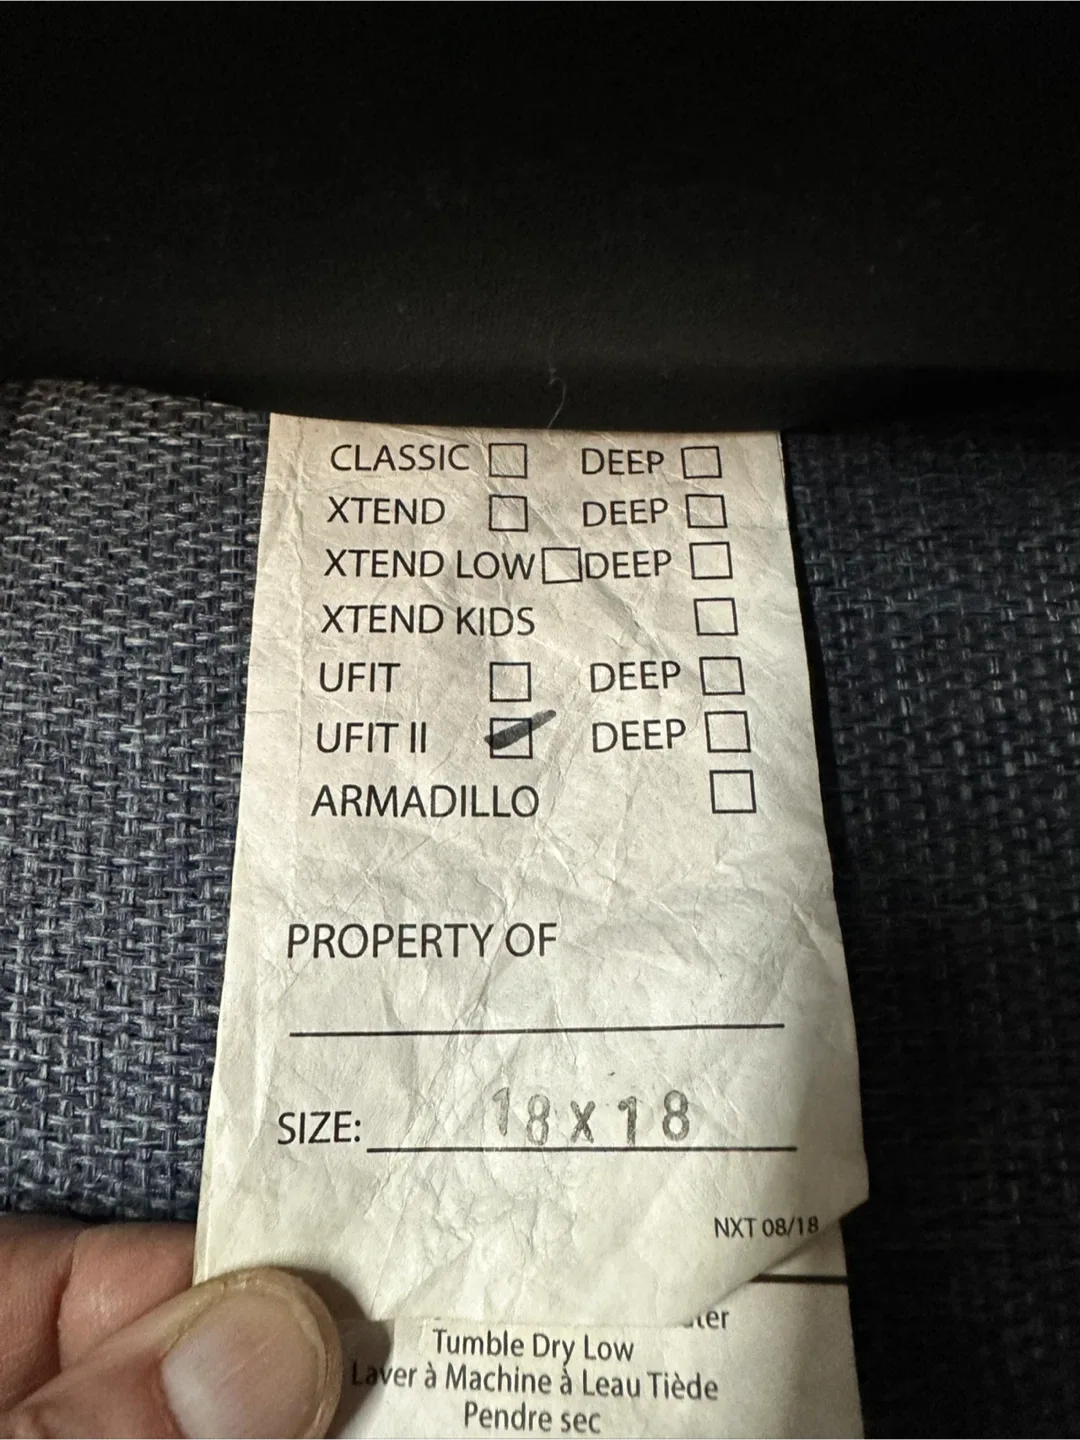 CLASSIC ☐ DEEP ☐
XTEND ☐ DEEP ☐
XTEND LOW ☐ DEEP ☐
XTEND KIDS ☐
UFIT ☐ DEEP ☐
UFIT II ☑ DEEP ☐
ARMADILLO ☐
PROPERTY OF
SIZE: 18 X 18
NXT 08/18
Tumble Dry Low
Laver à Machine à Leau Tiède
Pendre sec